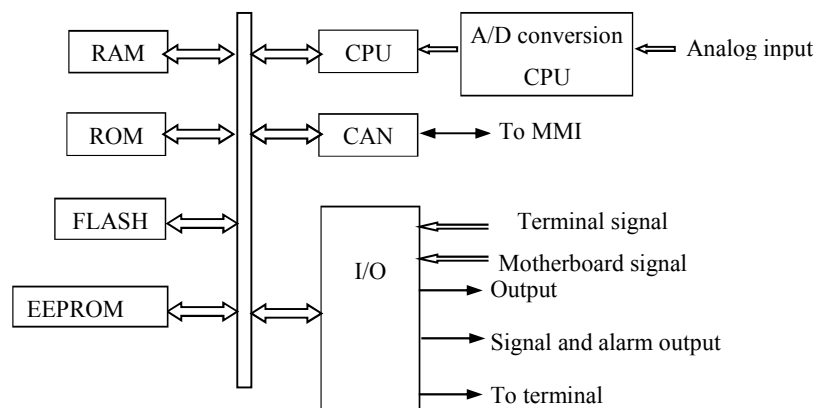 RAM
CPU
A/D conversion
CPU
Analog input
ROM
CAN
To MMI
FLASH
I/O
Terminal signal
Motherboard signal
Output
EEPROM
Signal and alarm output
To terminal